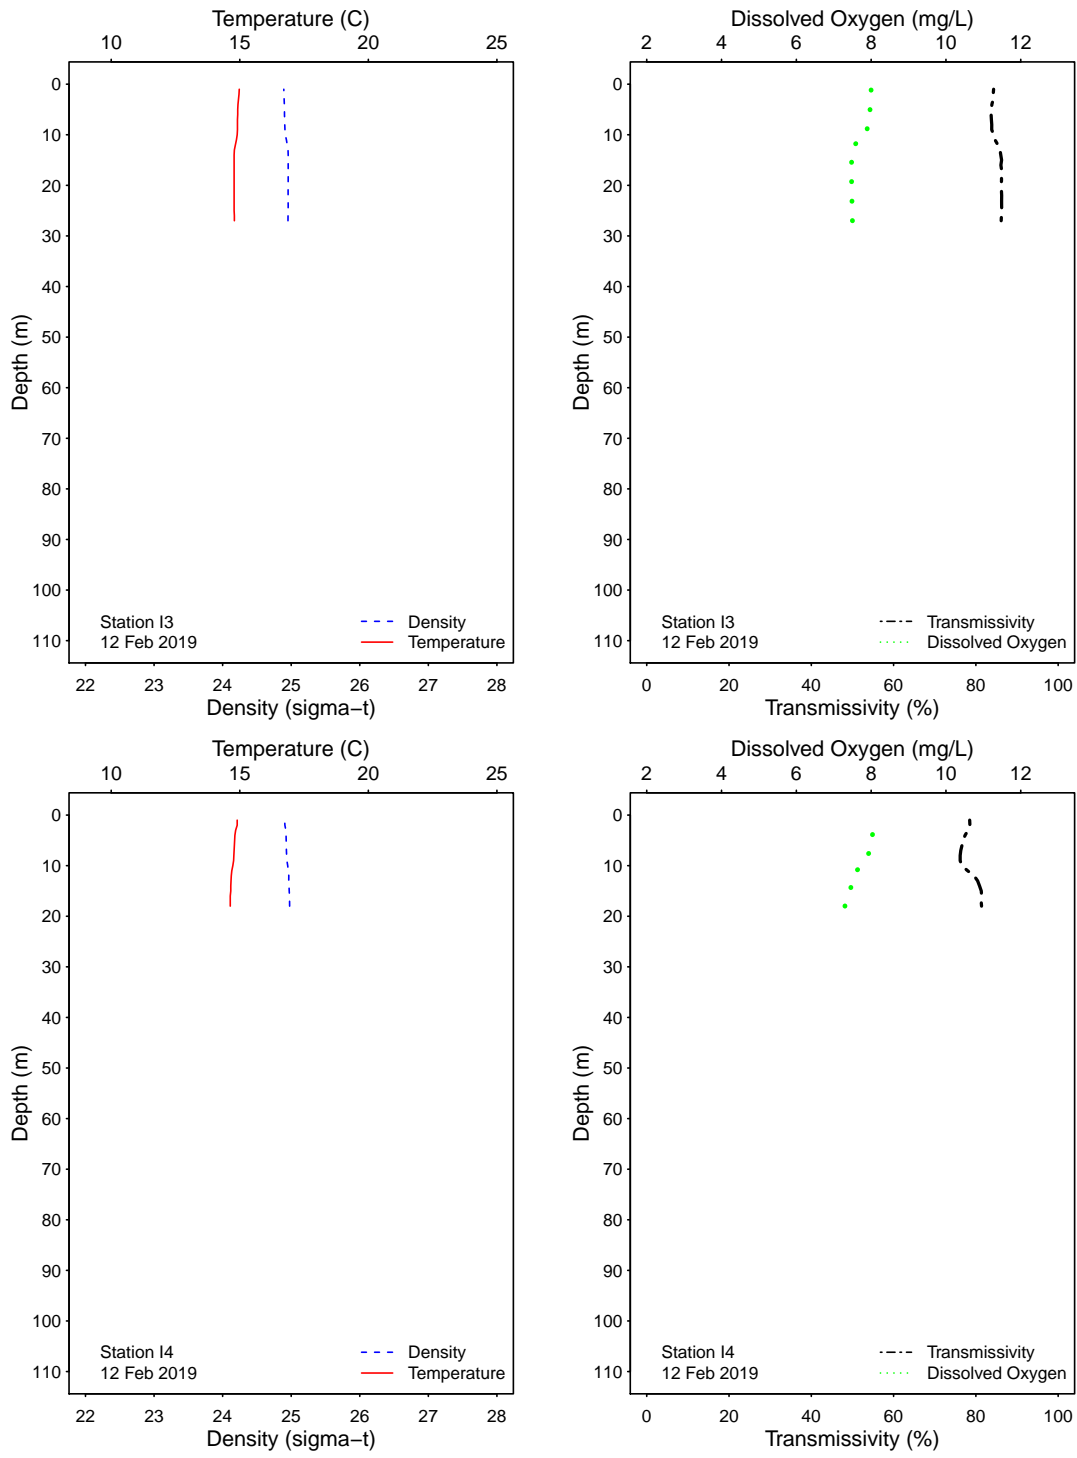 Temperature (C)
10 15 20 25
0
10
20
30
40
50
60
70
80
90
100
110
Depth (m)
Station I3
12 Feb 2019
Density
Temperature
22 23 24 25 26 27 28
Density (sigma−t)
Dissolved Oxygen (mg/L)
2 4 6 8 10 12
0
10
20
30
40
50
60
70
80
90
100
110
Depth (m)
Station I3
12 Feb 2019
Transmissivity
Dissolved Oxygen
0 20 40 60 80 100
Transmissivity (%)
Temperature (C)
10 15 20 25
0
10
20
30
40
50
60
70
80
90
100
110
Depth (m)
Station I4
12 Feb 2019
Density
Temperature
22 23 24 25 26 27 28
Density (sigma−t)
Dissolved Oxygen (mg/L)
2 4 6 8 10 12
0
10
20
30
40
50
60
70
80
90
100
110
Depth (m)
Station I4
12 Feb 2019
Transmissivity
Dissolved Oxygen
0 20 40 60 80 100
Transmissivity (%)